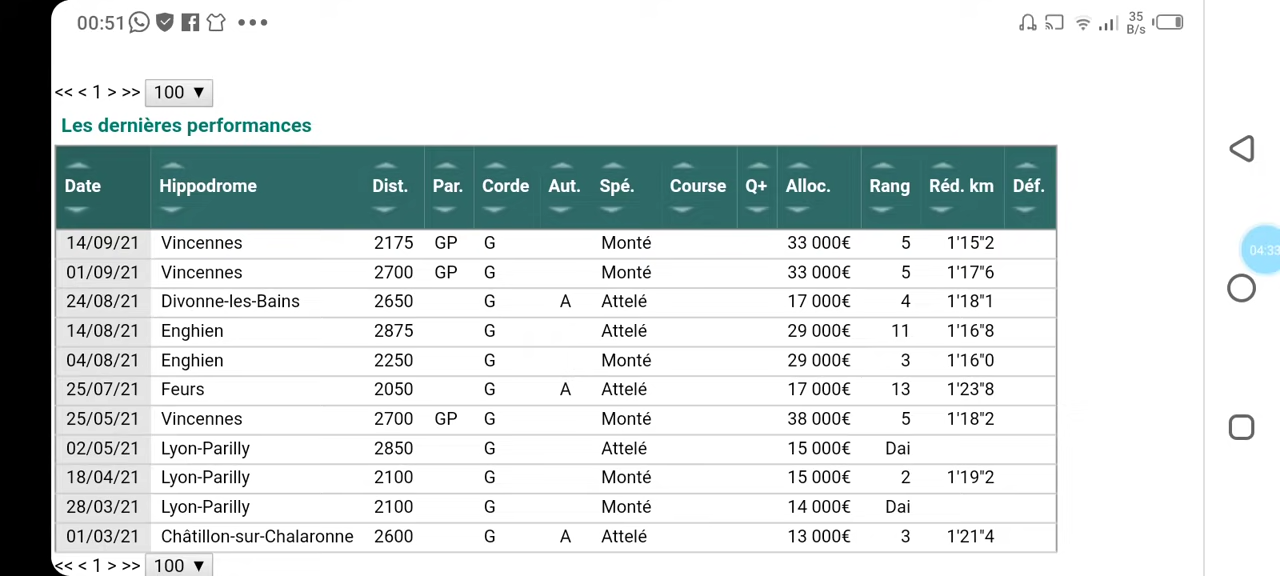 00:51 ••• 35 B/s
<< < 1 > >> 100 ▼
Les dernières performances
Date Hippodrome Dist. Par. Corde Aut. Spé. Course Q+ Alloc. Rang Réd. km Déf.
14/09/21 Vincennes 2175 GP G Monté 33 000€ 5 1'15"2
01/09/21 Vincennes 2700 GP G Monté 33 000€ 5 1'17"6
24/08/21 Divonne-les-Bains 2650 G A Attelé 17 000€ 4 1'18"1
14/08/21 Enghien 2875 G Attelé 29 000€ 11 1'16"8
04/08/21 Enghien 2250 G Monté 29 000€ 3 1'16"0
25/07/21 Feurs 2050 G A Attelé 17 000€ 13 1'23"8
25/05/21 Vincennes 2700 GP G Monté 38 000€ 5 1'18"2
02/05/21 Lyon-Parilly 2850 G Attelé 15 000€ Dai
18/04/21 Lyon-Parilly 2100 G Monté 15 000€ 2 1'19"2
28/03/21 Lyon-Parilly 2100 G Monté 14 000€ Dai
01/03/21 Châtillon-sur-Chalaronne 2600 G A Attelé 13 000€ 3 1'21"4
<< < 1 > >> 100 ▼
04:33